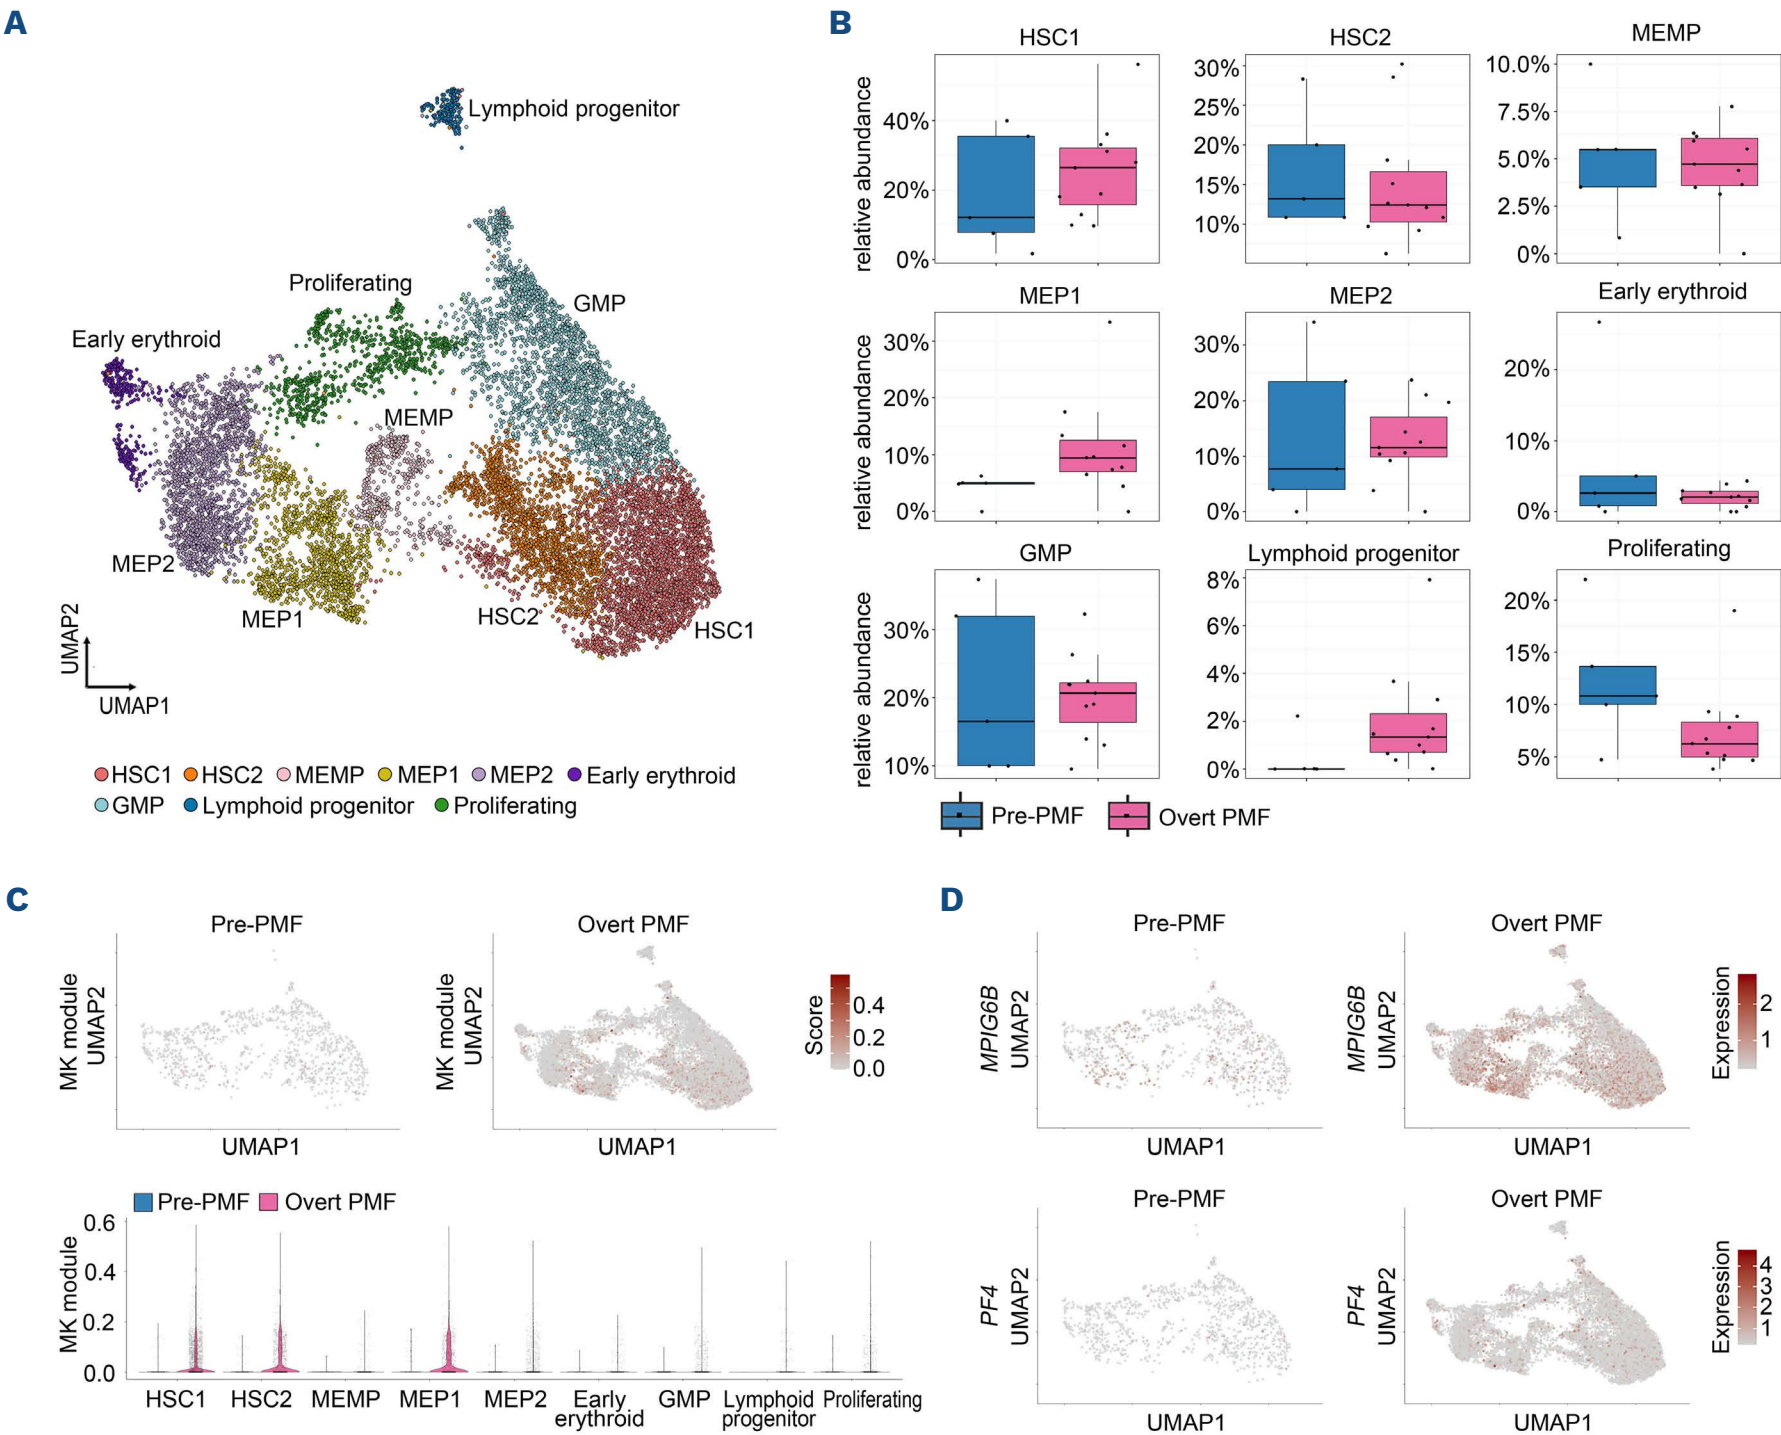 A
Lymphoid progenitor
Proliferating
GMP
Early erythroid
MEMP
MEP2
MEP1
HSC2
HSC1
UMAP2
UMAP1
HSC1 HSC2 MEMP MEP1 MEP2 Early erythroid
GMP Lymphoid progenitor Proliferating
B
HSC1
HSC2
MEMP
relative abundance
40%
20%
0%
30%
25%
20%
15%
10%
10.0%
7.5%
5.0%
2.5%
0%
MEP1
MEP2
Early erythroid
relative abundance
30%
20%
10%
0%
30%
20%
10%
0%
20%
10%
0%
GMP
Lymphoid progenitor
Proliferating
relative abundance
30%
20%
10%
8%
6%
4%
2%
0%
20%
15%
10%
5%
Pre-PMF Overt PMF
C
Pre-PMF
Overt PMF
MK module
UMAP2
UMAP1
MK module
UMAP2
UMAP1
Score
0.4
0.2
0.0
Pre-PMF Overt PMF
MK module
0.6
0.4
0.2
0.0
HSC1 HSC2 MEMP MEP1 MEP2 Early erythroid GMP Lymphoid progenitor Proliferating
D
Pre-PMF
Overt PMF
MPIG6B
UMAP2
UMAP1
MPIG6B
UMAP2
UMAP1
Expression
2
1
Pre-PMF
Overt PMF
PF4
UMAP2
UMAP1
PF4
UMAP2
UMAP1
Expression
4
3
2
1